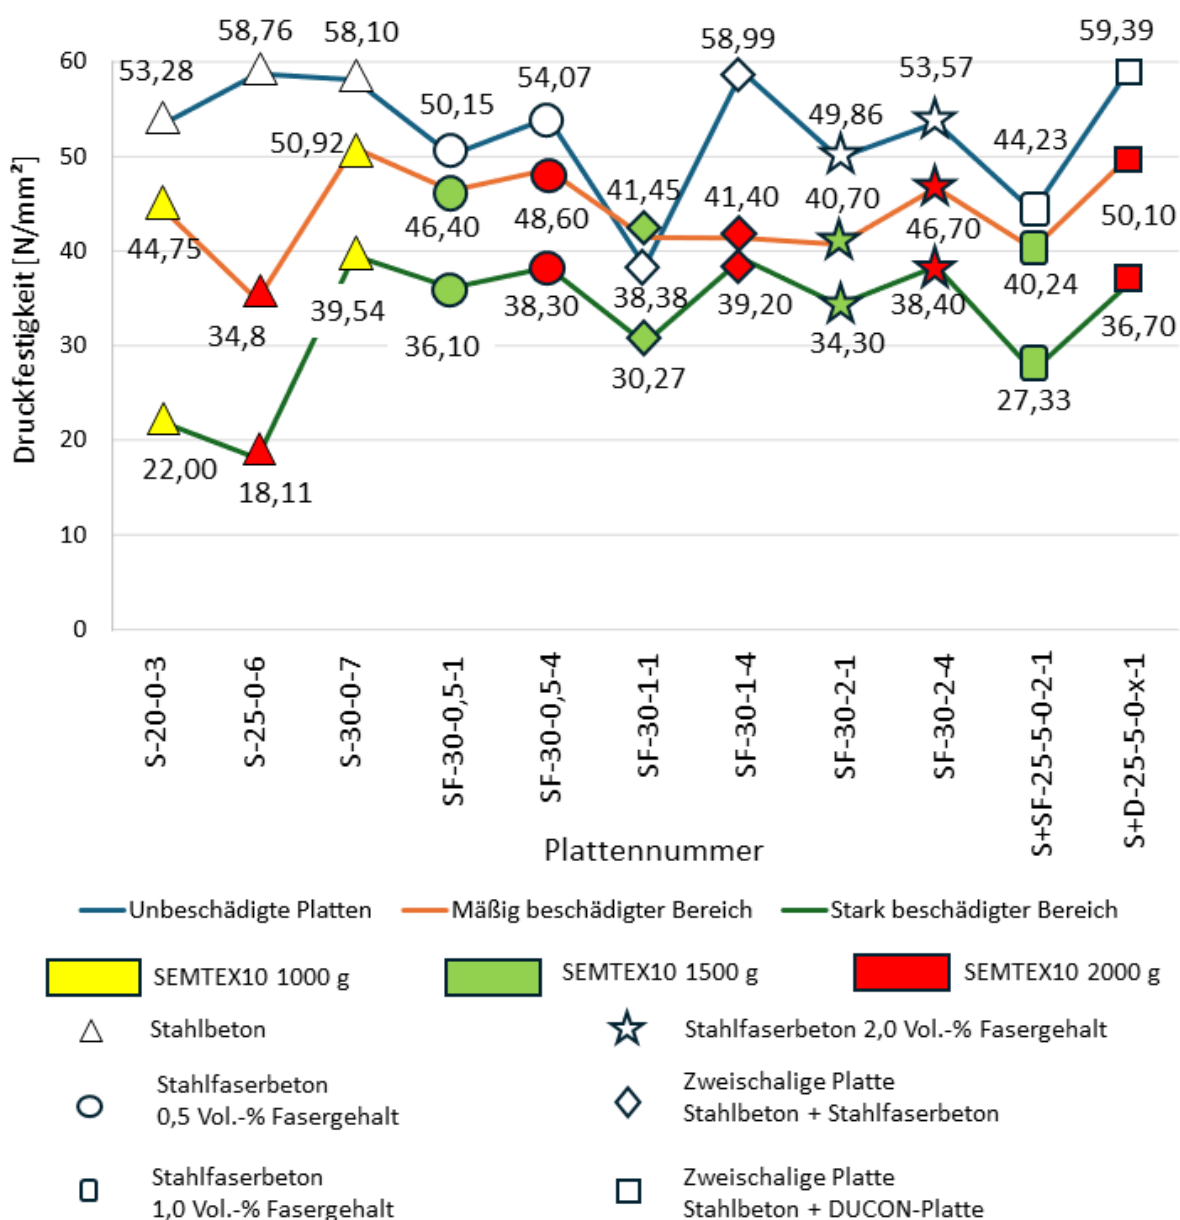 58,76
58,10
58,99
59,39
53,28
50,15
54,07
49,86
53,57
44,23
50,92
41,45
41,40
40,70
44,75
46,40
48,60
46,70
50,10
34,8
39,54
36,10
38,30
38,38
39,20
34,30
38,40
40,24
36,70
30,27
27,33
22,00
18,11
Druckfestigkeit [N/mm²]
60
50
40
30
20
10
0
S-20-0-3
S-25-0-6
S-30-0-7
SF-30-0,5-1
SF-30-0,5-4
SF-30-1-1
SF-30-1-4
SF-30-2-1
SF-30-2-4
S+SF-25-5-0-2-1
S+D-25-5-0-x-1
Plattennummer
Unbeschädigte Platten
Mäßig beschädigter Bereich
Stark beschädigter Bereich
SEMTEX10 1000 g
SEMTEX10 1500 g
SEMTEX10 2000 g
Stahlbeton
Stahlfaserbeton 2,0 Vol.-% Fasergehalt
Stahlfaserbeton
0,5 Vol.-% Fasergehalt
Zweischalige Platte
Stahlbeton + Stahlfaserbeton
Stahlfaserbeton
1,0 Vol.-% Fasergehalt
Zweischalige Platte
Stahlbeton + DUCON-Platte